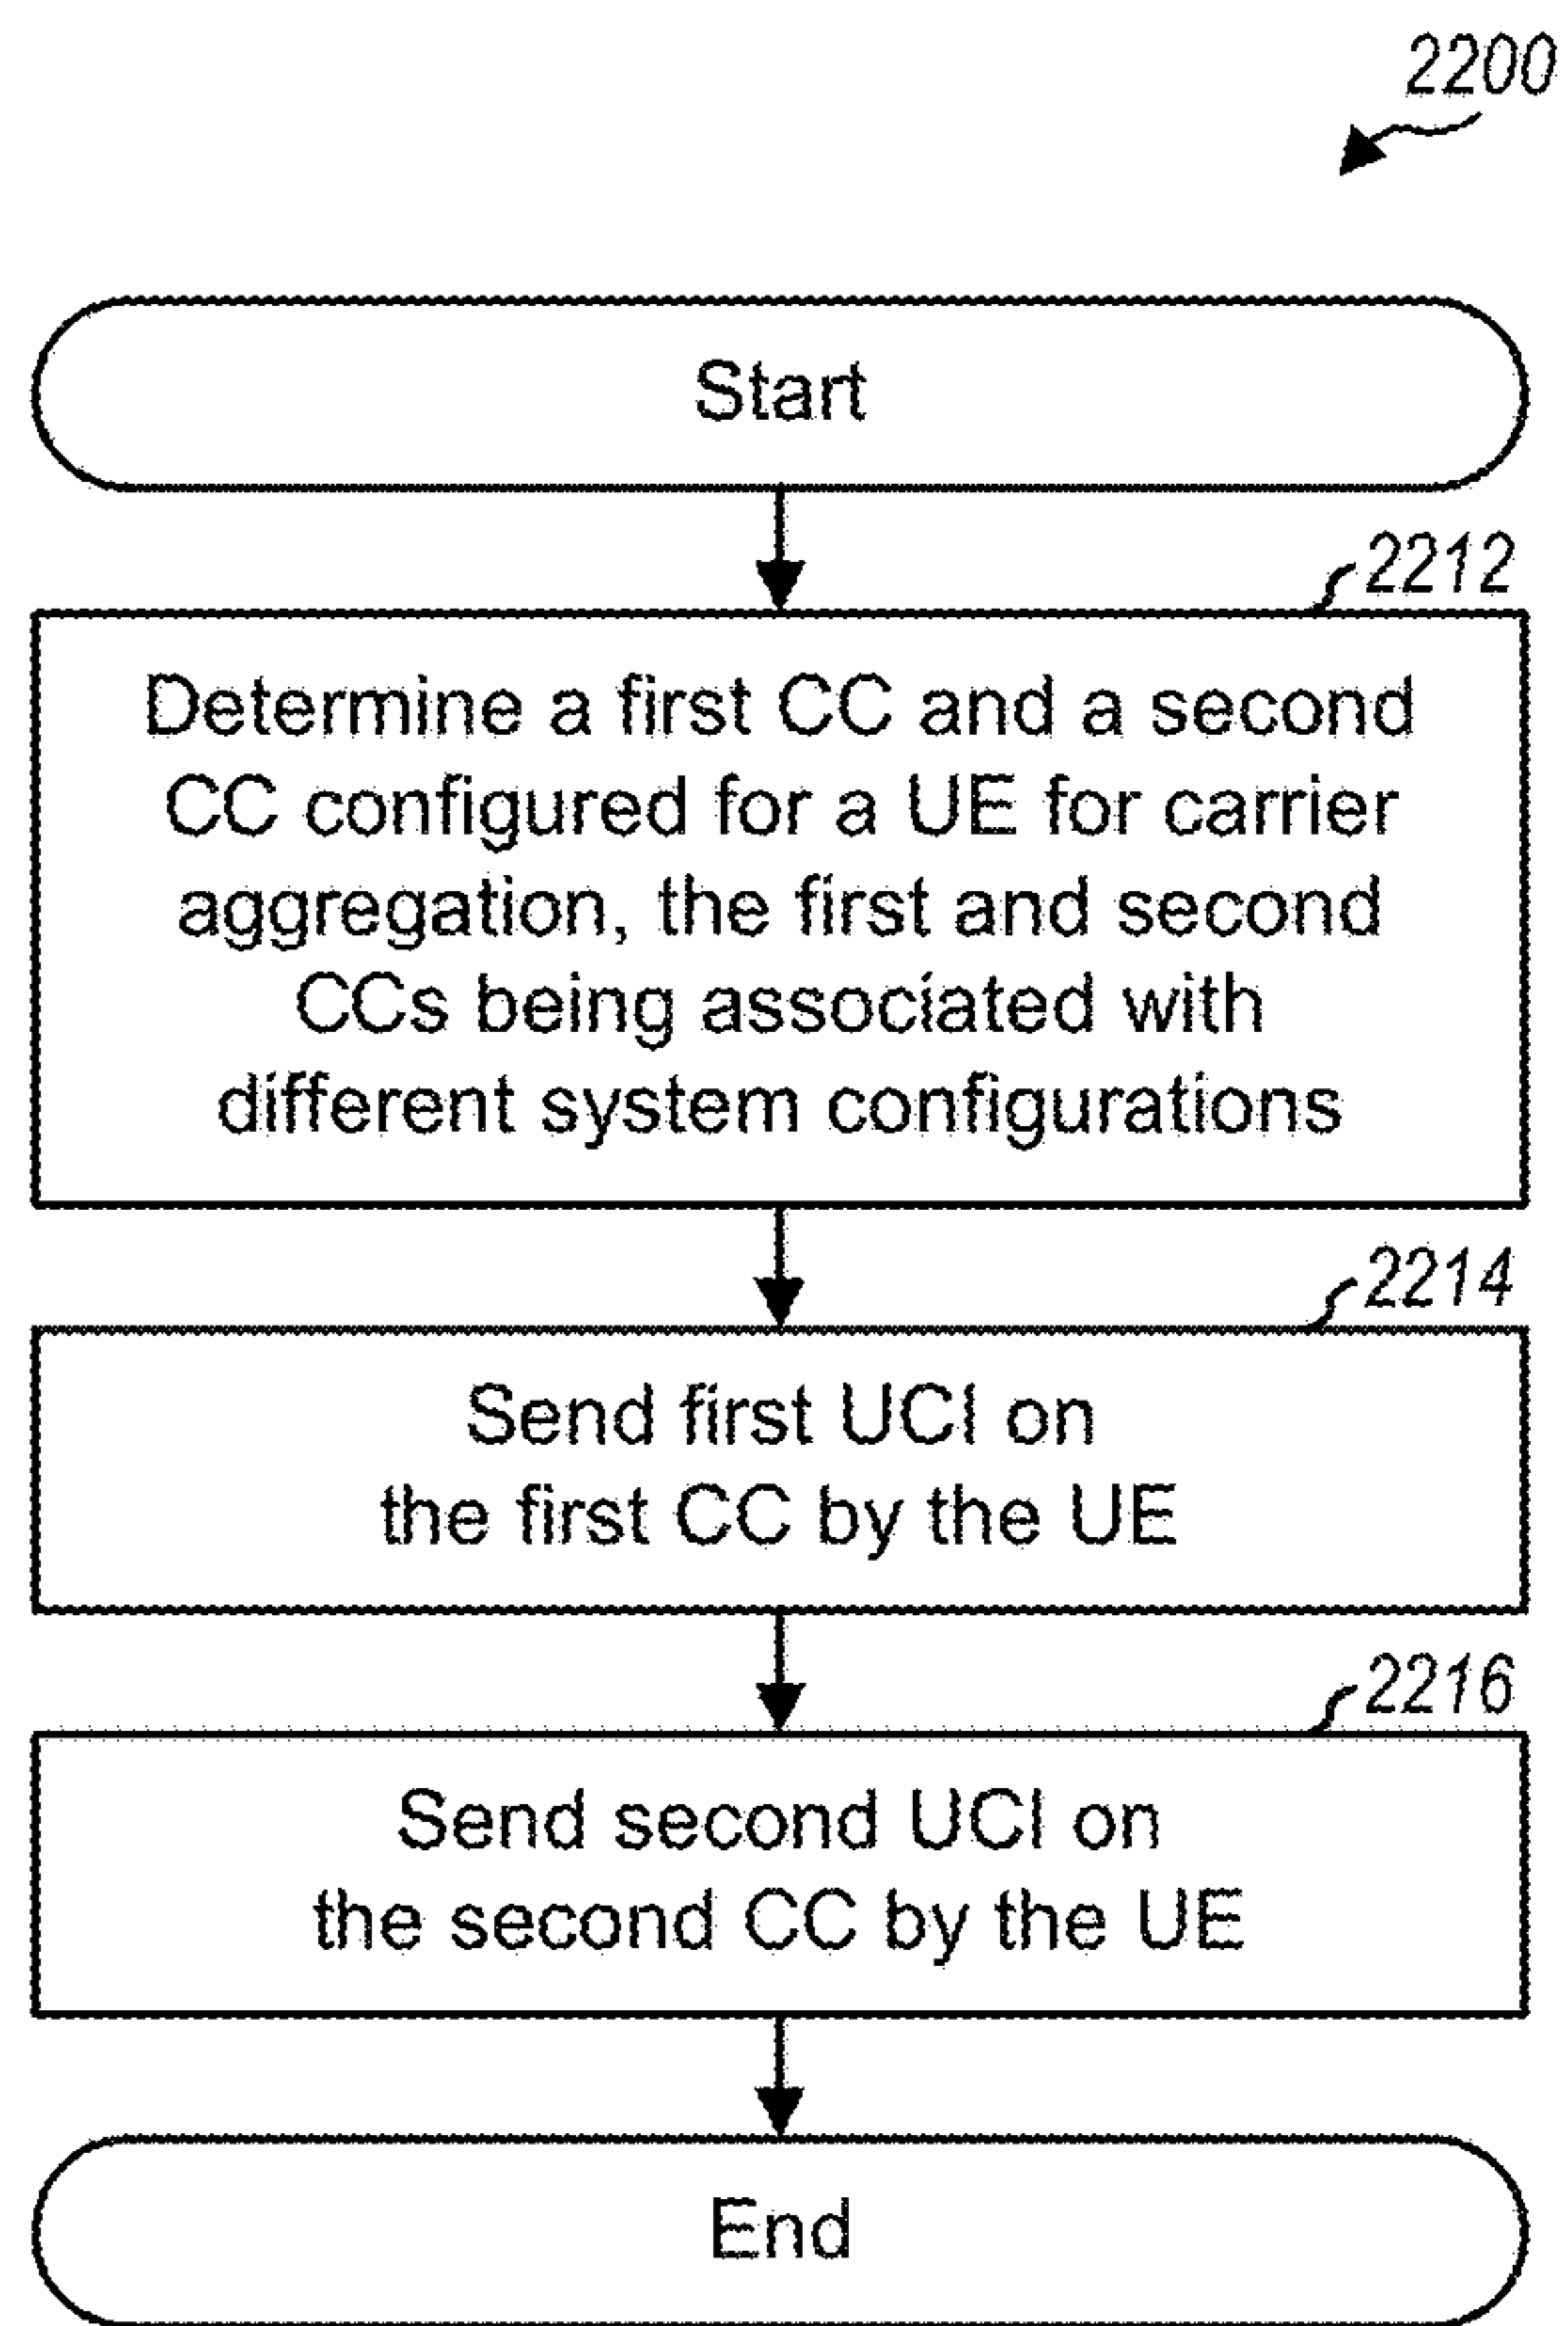 2200
Start
2212
Determine a first CC and a second
CC configured for a UE for carrier
aggregation, the first and second
CCs being associated with
different system configurations
2214
Send first UCI on
the first CC by the UE
2216
Send second UCI on
the second CC by the UE
End